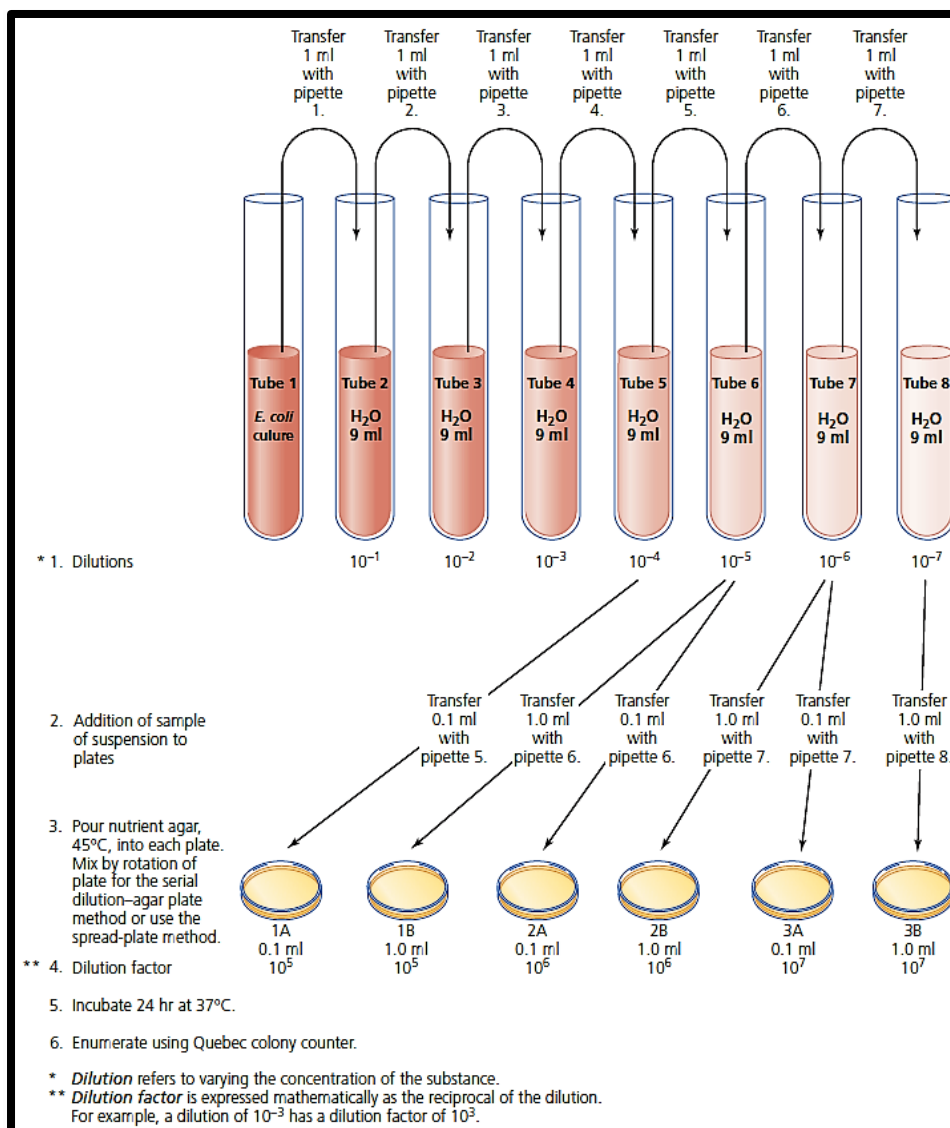 Transfer
1 ml
with
pipette
1.
Transfer
1 ml
with
pipette
2.
Transfer
1 ml
with
pipette
3.
Transfer
1 ml
with
pipette
4.
Transfer
1 ml
with
pipette
5.
Transfer
1 ml
with
pipette
6.
Transfer
1 ml
with
pipette
7.
Tube 1
E. coli
culure
Tube 2
H₂O
9 ml
Tube 3
H₂O
9 ml
Tube 4
H₂O
9 ml
Tube 5
H₂O
9 ml
Tube 6
H₂O
9 ml
Tube 7
H₂O
9 ml
Tube 8
H₂O
9 ml
* 1. Dilutions
10⁻¹
10⁻²
10⁻³
10⁻⁴
10⁻⁵
10⁻⁶
10⁻⁷
2. Addition of sample
of suspension to
plates
Transfer
0.1 ml
with
pipette 5.
Transfer
1.0 ml
with
pipette 6.
Transfer
0.1 ml
with
pipette 6.
Transfer
1.0 ml
with
pipette 7.
Transfer
0.1 ml
with
pipette 7.
Transfer
1.0 ml
with
pipette 8.
3. Pour nutrient agar,
45ºC, into each plate.
Mix by rotation of
plate for the serial
dilution–agar plate
method or use the
spread-plate method.
1A
0.1 ml
1B
1.0 ml
2A
0.1 ml
2B
1.0 ml
3A
0.1 ml
3B
1.0 ml
** 4. Dilution factor
10⁵
10⁵
10⁶
10⁶
10⁷
10⁷
5. Incubate 24 hr at 37ºC.
6. Enumerate using Quebec colony counter.
* Dilution refers to varying the concentration of the substance.
** Dilution factor is expressed mathematically as the reciprocal of the dilution.
For example, a dilution of 10⁻³ has a dilution factor of 10³.